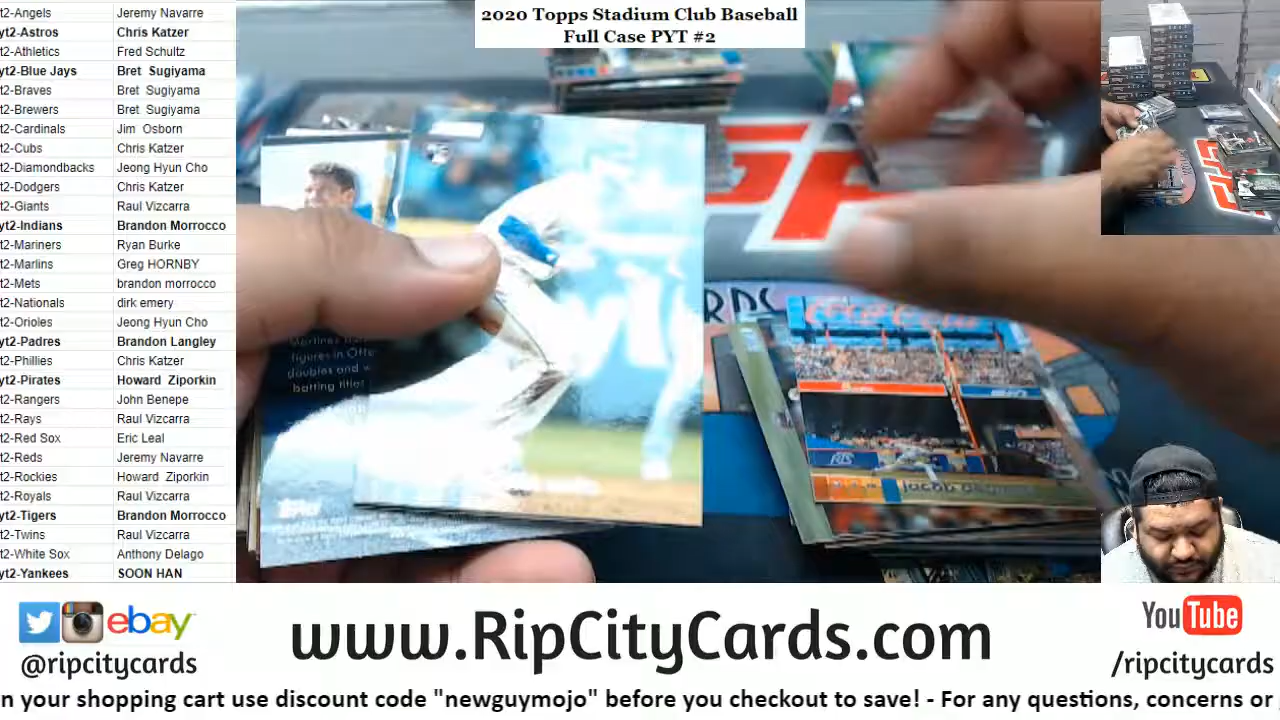 2020 Topps Stadium Club Baseball
Full Case PYT #2
t2-Angels Jeremy Navarre
yt2-Astros Chris Katzer
t2-Athletics Fred Schultz
yt2-Blue Jays Bret Sugiyama
t2-Braves Bret Sugiyama
t2-Brewers Bret Sugiyama
t2-Cardinals Jim Osborn
t2-Cubs Chris Katzer
t2-Diamondbacks Jeong Hyun Cho
t2-Dodgers Chris Katzer
t2-Giants Raul Vizcarra
yt2-Indians Brandon Morrocco
t2-Mariners Ryan Burke
t2-Marlins Greg HORNBY
t2-Mets brandon morrocco
t2-Nationals dirk emery
t2-Orioles Jeong Hyun Cho
yt2-Padres Brandon Langley
t2-Phillies Chris Katzer
yt2-Pirates Howard Ziporkin
t2-Rangers John Benepe
t2-Rays Raul Vizcarra
t2-Red Sox Eric Leal
t2-Reds Jeremy Navarre
t2-Rockies Howard Ziporkin
t2-Royals Raul Vizcarra
yt2-Tigers Brandon Morrocco
t2-Twins Raul Vizcarra
t2-White Sox Anthony Delago
yt2-Yankees SOON HAN
figures in
doubles and
batting titles
ebay
@ripcitycards
www.RipCityCards.com
YouTube
/ripcitycards
n your shopping cart use discount code "newguymojo" before you checkout to save! - For any questions, concerns or